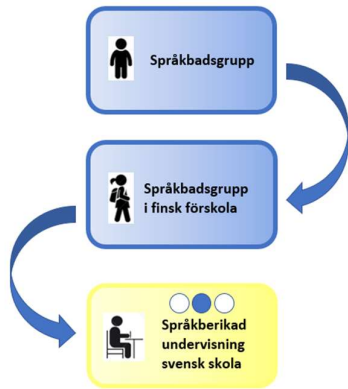 Språkbadsgrupp
Språkbadsgrupp
i finsk förskola
Språkberikad
undervisning
svensk skola